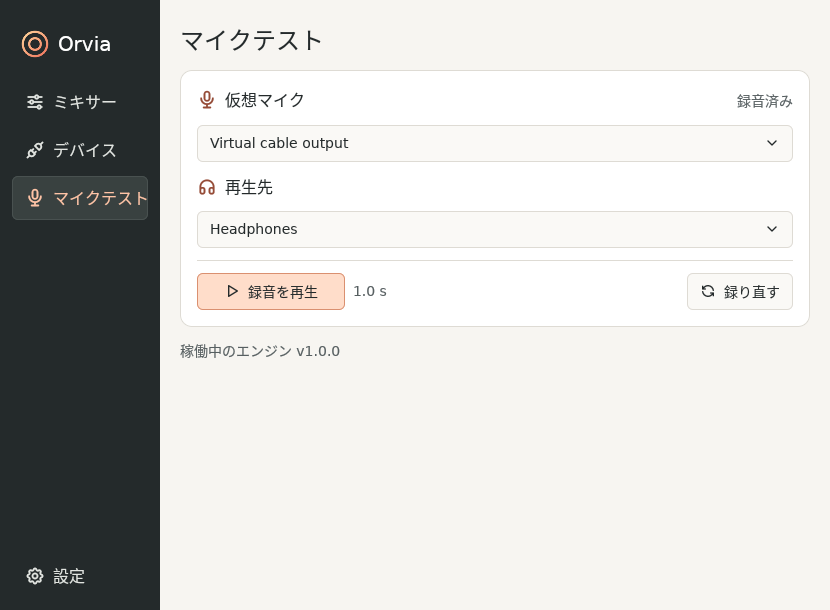 Orvia
ミキサー
デバイス
マイクテスト
設定
マイクテスト
仮想マイク
録音済み
Virtual cable output
再生先
Headphones
録音を再生
1.0 s
録り直す
稼働中のエンジン v1.0.0